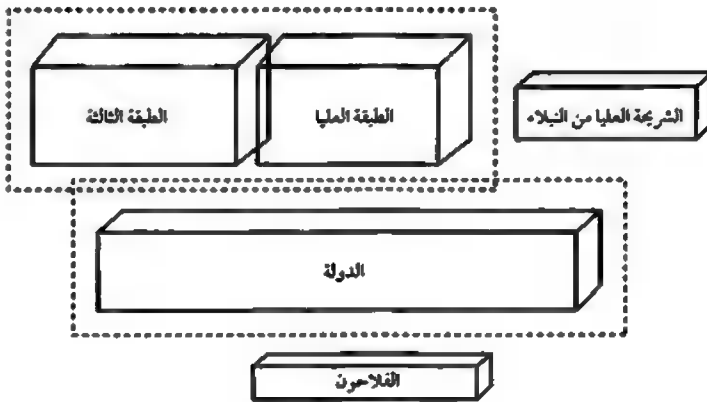 الشريحة العليا من النبلاء
الطبقة العليا
الطبقة الثالثة
الدولة
الفلاحون